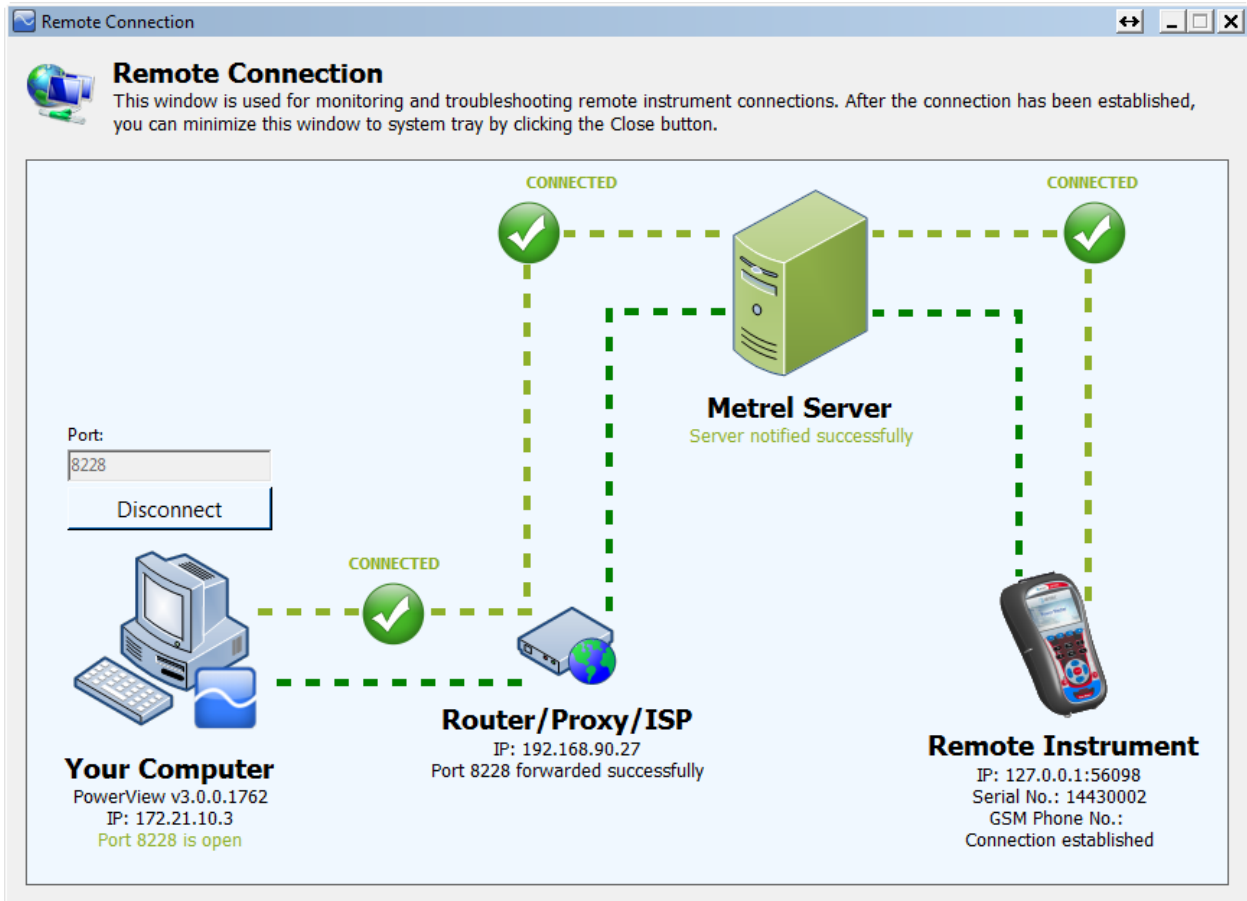 Remote Connection
Remote Connection
This window is used for monitoring and troubleshooting remote instrument connections. After the connection has been established,
you can minimize this window to system tray by clicking the Close button.
CONNECTED
CONNECTED
Metrel Server
Server notified successfully
Port:
8228
Disconnect
CONNECTED
Router/Proxy/ISP
IP: 192.168.90.27
Port 8228 forwarded successfully
Your Computer
PowerView v3.0.0.1762
IP: 172.21.10.3
Port 8228 is open
Remote Instrument
IP: 127.0.0.1:56098
Serial No.: 14430002
GSM Phone No.:
Connection established